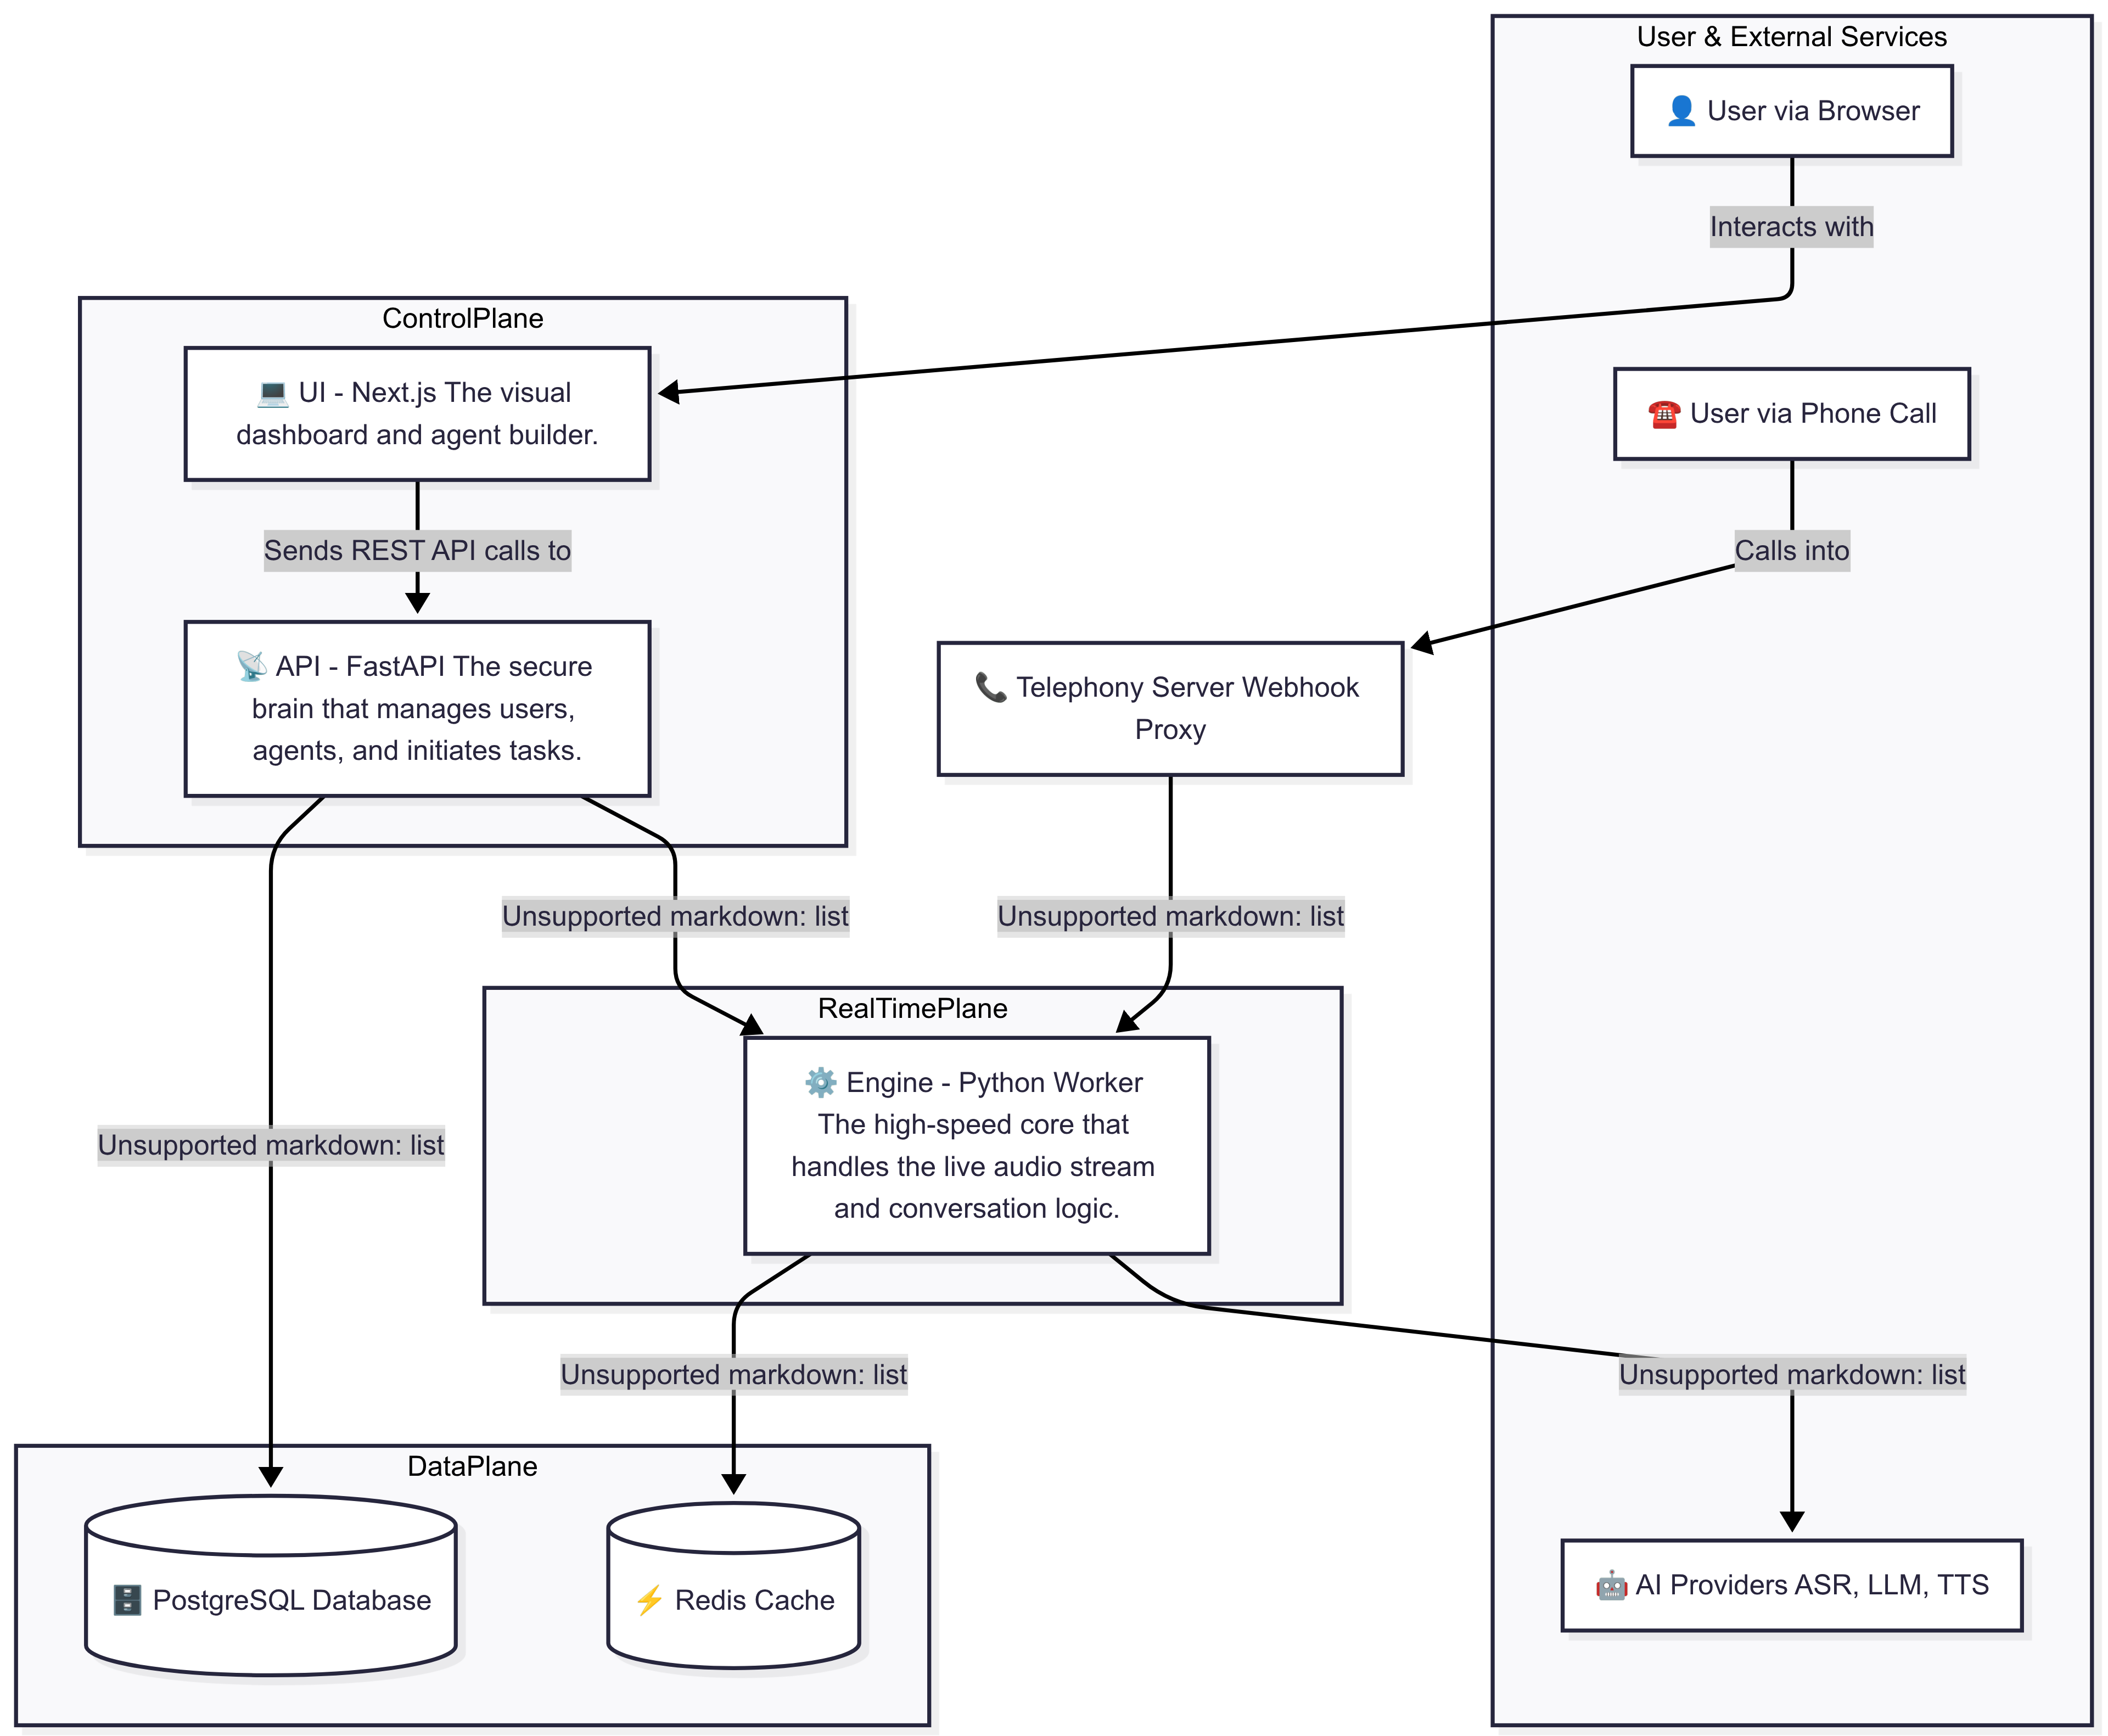 User & External Services
👤 User via Browser
Interacts with
ControlPlane
💻 UI - Next.js The visual
dashboard and agent builder.
☎️ User via Phone Call
Sends REST API calls to
Calls into
📡 API - FastAPI The secure
brain that manages users,
agents, and initiates tasks.
📞 Telephony Server Webhook
Proxy
Unsupported markdown: list
Unsupported markdown: list
RealTimePlane
⚙️ Engine - Python Worker
The high-speed core that
handles the live audio stream
and conversation logic.
Unsupported markdown: list
Unsupported markdown: list
Unsupported markdown: list
DataPlane
🗄️ PostgreSQL Database
⚡ Redis Cache
🤖 AI Providers ASR, LLM, TTS